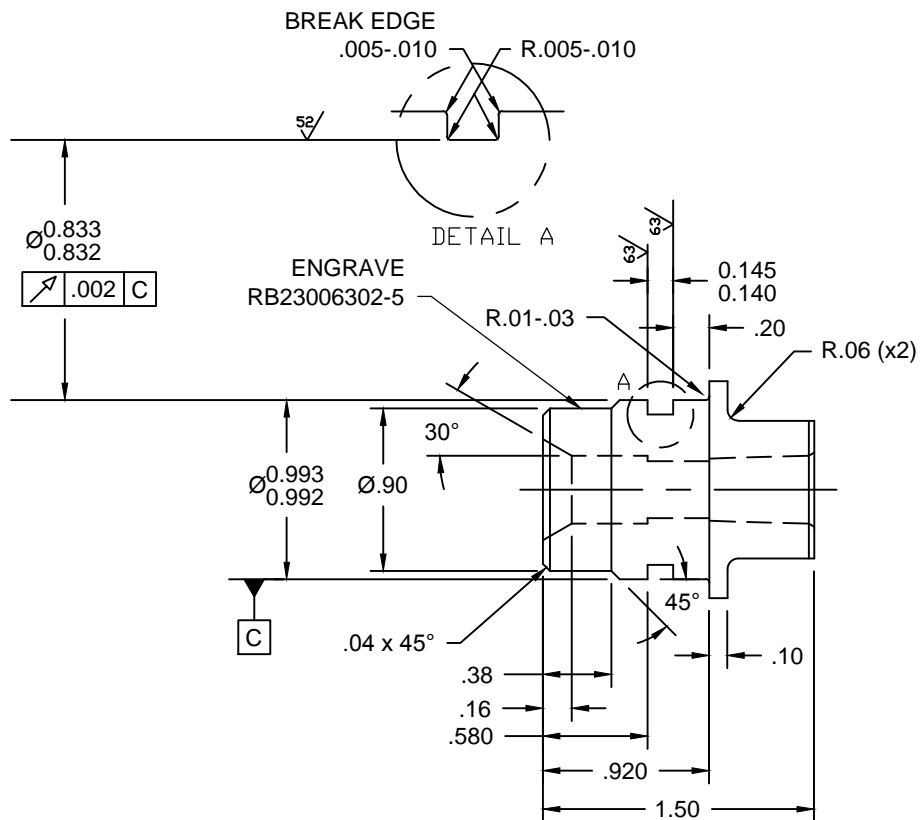 BREAK EDGE
.005-.010
R.005-.010
52
DETAIL A
Ø0.833
0.832
.002 C
63
63
ENGRAVE
RB23006302-5
0.145
0.140
R.01-.03
.20
R.06 (x2)
A
30°
Ø0.993
0.992
Ø.90
C
.04 x 45°
45°
.10
.38
.16
.580
.920
1.50